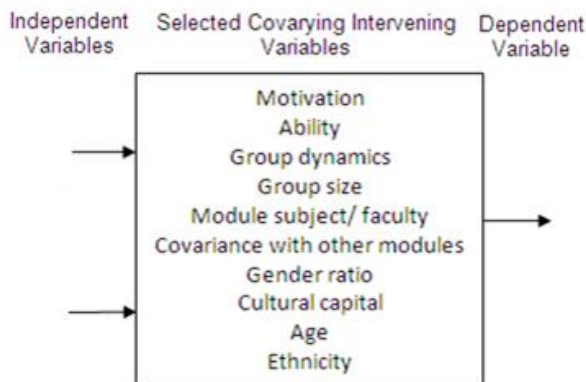 Independent Variables
Selected Covarying Intervening Variables
Dependent Variable
Motivation
Ability
Group dynamics
Group size
Module subject/ faculty
Covariance with other modules
Gender ratio
Cultural capital
Age
Ethnicity